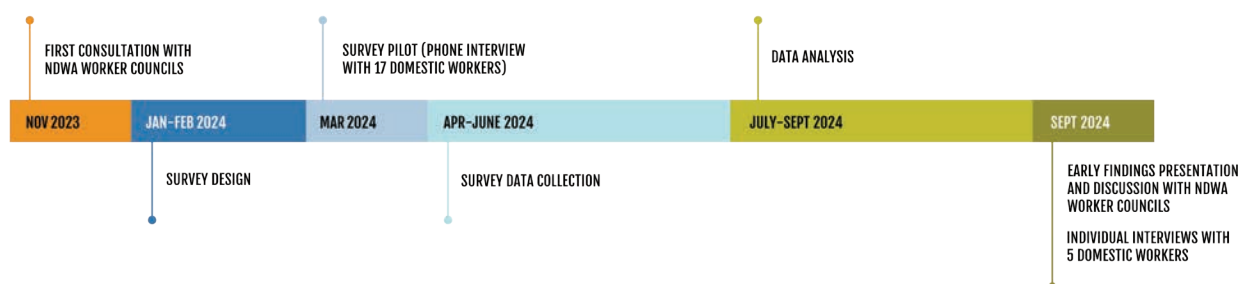 FIRST CONSULTATION WITH
NDWA WORKER COUNCILS
SURVEY PILOT (PHONE INTERVIEW
WITH 17 DOMESTIC WORKERS)
DATA ANALYSIS
NOV 2023
JAN–FEB 2024
MAR 2024
APR–JUNE 2024
JULY–SEPT 2024
SEPT 2024
SURVEY DESIGN
SURVEY DATA COLLECTION
EARLY FINDINGS PRESENTATION
AND DISCUSSION WITH NDWA
WORKER COUNCILS
INDIVIDUAL INTERVIEWS WITH
5 DOMESTIC WORKERS